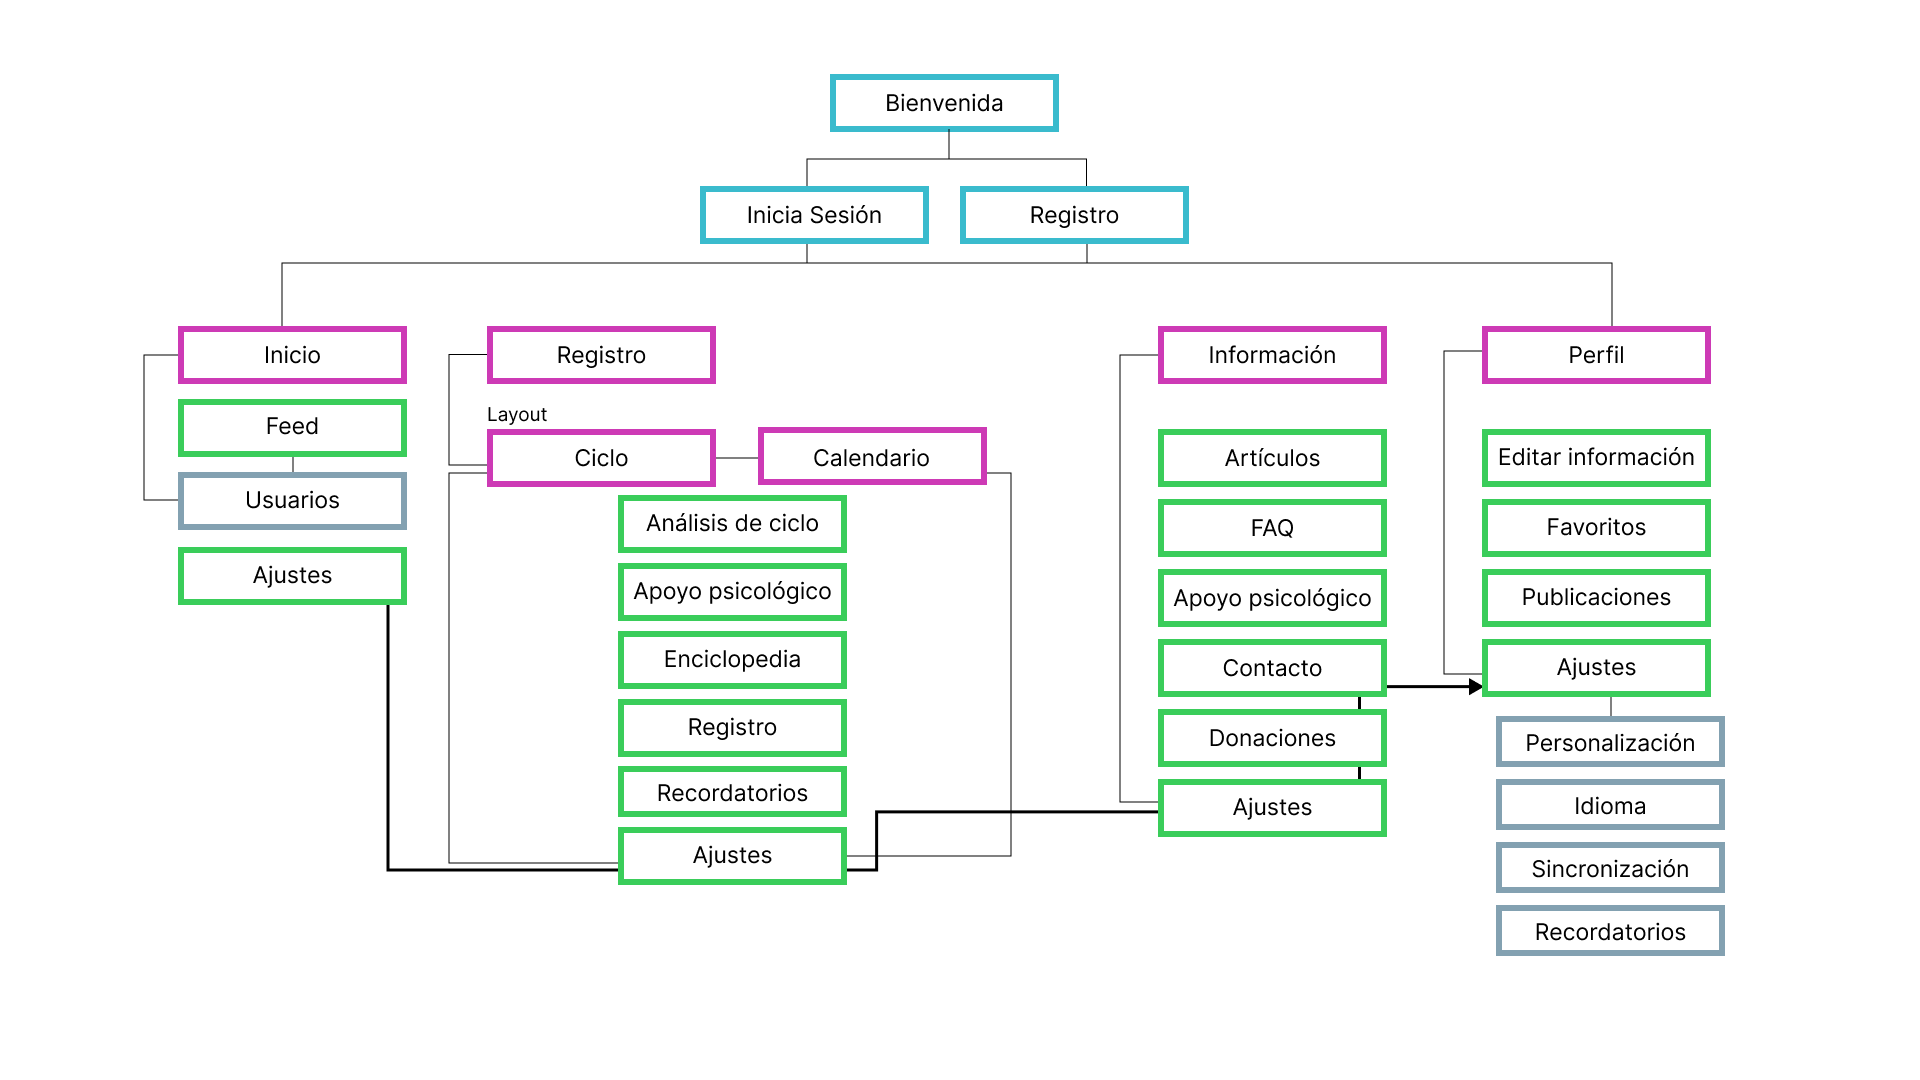 Bienvenida
Inicia Sesión
Registro
Inicio
Feed
Usuarios
Ajustes
Registro
Layout
Ciclo
Calendario
Análisis de ciclo
Apoyo psicológico
Enciclopedia
Registro
Recordatorios
Ajustes
Información
Artículos
FAQ
Apoyo psicológico
Contacto
Donaciones
Ajustes
Perfil
Editar información
Favoritos
Publicaciones
Ajustes
Personalización
Idioma
Sincronización
Recordatorios